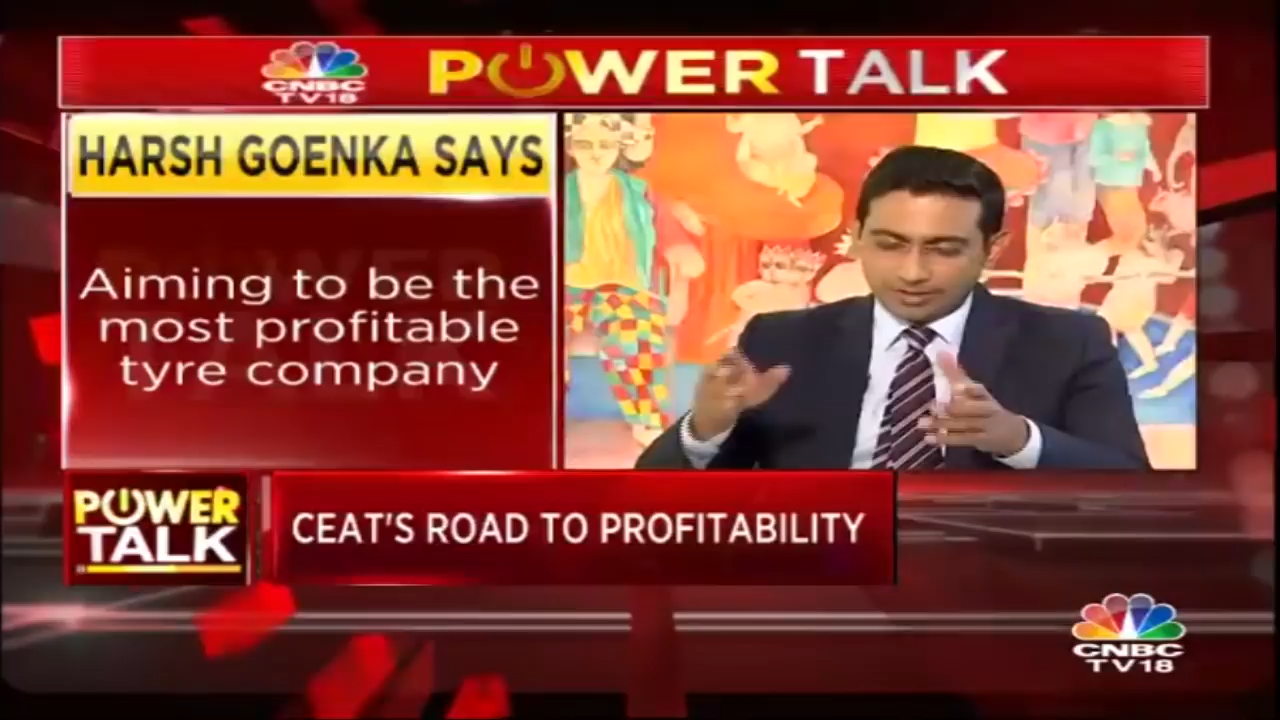 CNBC
TV18
POWER TALK
HARSH GOENKA SAYS
Aiming to be the
most profitable
tyre company
POWER
TALK
CEAT'S ROAD TO PROFITABILITY
CNBC
TV18